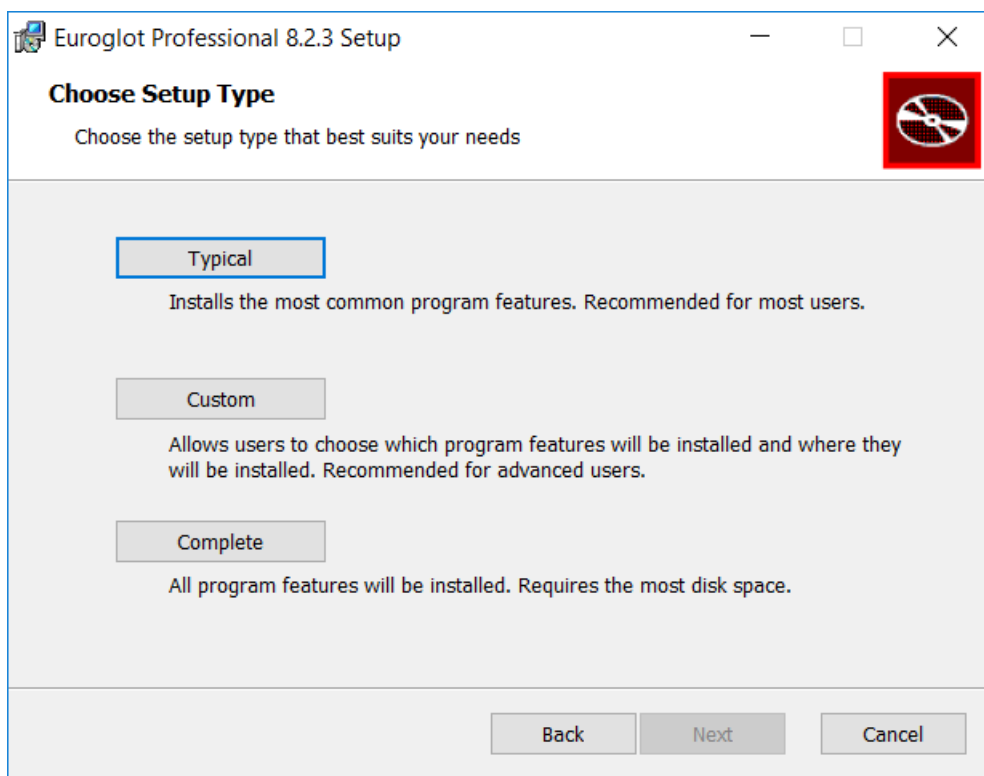 Euroglot Professional 8.2.3 Setup
Choose Setup Type
Choose the setup type that best suits your needs
Typical
Installs the most common program features. Recommended for most users.
Custom
Allows users to choose which program features will be installed and where they
will be installed. Recommended for advanced users.
Complete
All program features will be installed. Requires the most disk space.
Back Next Cancel